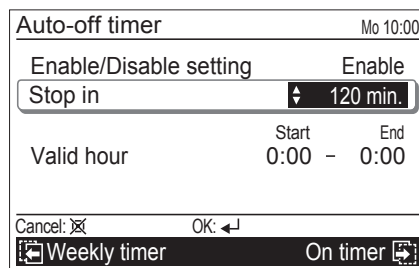 Auto-off timer Mo 10:00
Enable/Disable setting Enable
Stop in 120 min.
Start End
Valid hour 0:00 – 0:00
Cancel: OK:
Weekly timer On timer